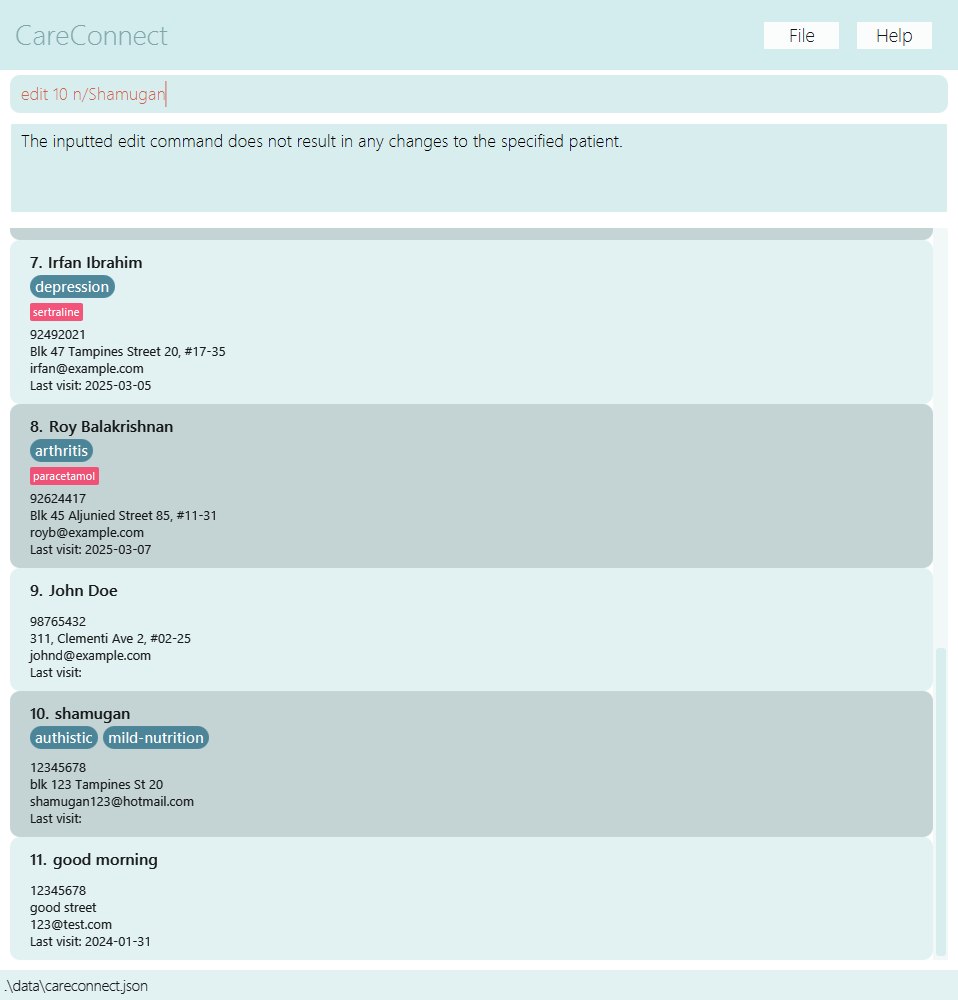 CareConnect
File Help
edit 10 n/Shamugan
The inputted edit command does not result in any changes to the specified patient.
7. Irfan Ibrahim
depression
sertraline
92492021
Blk 47 Tampines Street 20, #17-35
irfan@example.com
Last visit: 2025-03-05
8. Roy Balakrishnan
arthritis
paracetamol
92624417
Blk 45 Aljunied Street 85, #11-31
royb@example.com
Last visit: 2025-03-07
9. John Doe
98765432
311, Clementi Ave 2, #02-25
johnd@example.com
Last visit:
10. shamugan
authistic mild-nutrition
12345678
blk 123 Tampines St 20
shamugan123@hotmail.com
Last visit:
11. good morning
12345678
good street
123@test.com
Last visit: 2024-01-31
.\data\careconnect.json